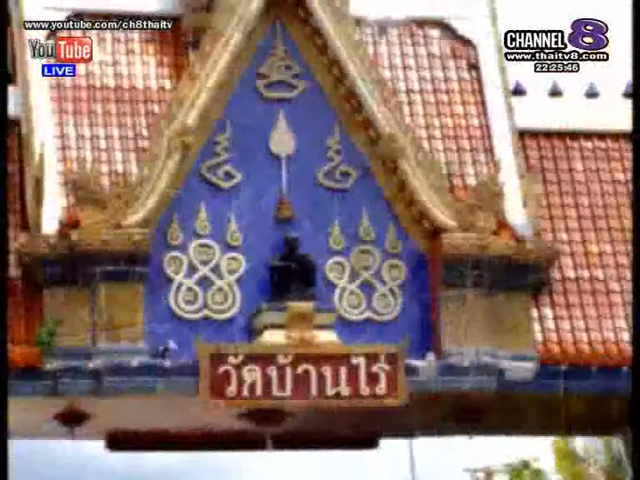 www.youtube.com/ch8thaitv
YouTube
LIVE
CHANNEL 8
www.thaitv8.com
22:25:46
วัดบ้านไร่